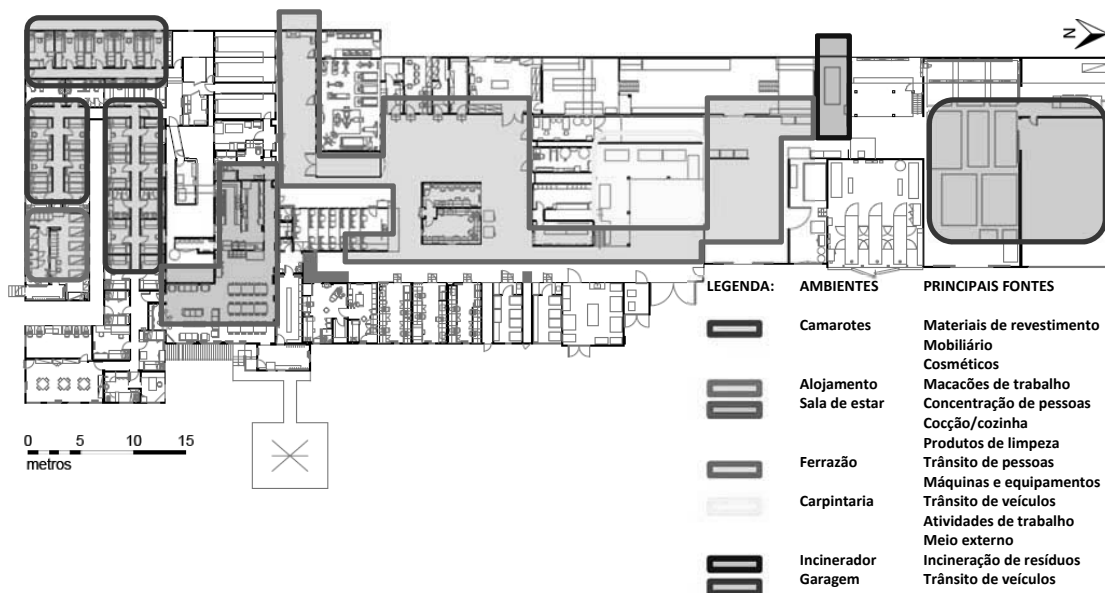 N
LEGENDA: AMBIENTES PRINCIPAIS FONTES
Camarotes Materiais de revestimento
Mobiliário
Cosméticos
Alojamento Macacões de trabalho
Sala de estar Concentração de pessoas
Cocção/cozinha
Produtos de limpeza
Ferrazão Trânsito de pessoas
Máquinas e equipamentos
Carpintaria Trânsito de veículos
Atividades de trabalho
Meio externo
Incinerador Incineração de resíduos
Garagem Trânsito de veículos
0 5 10 15
metros